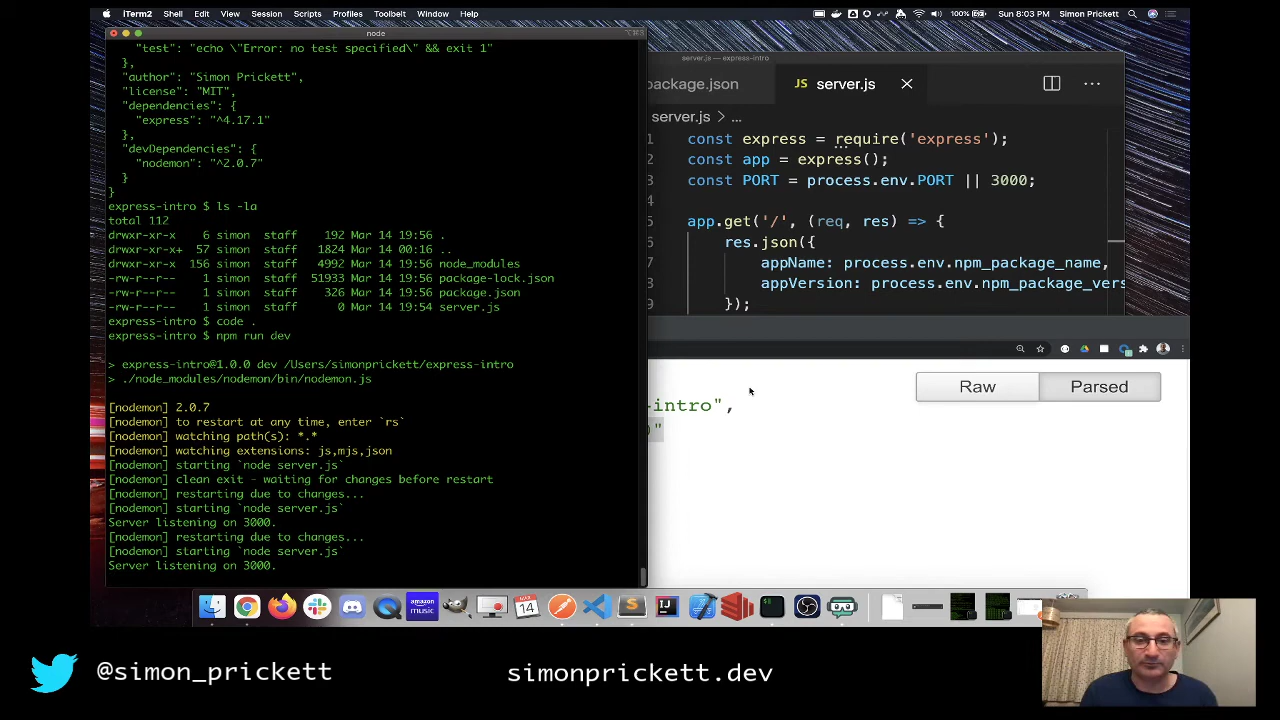 iTerm2 Shell Edit View Session Scripts Profiles Toolbelt Window Help
100% Sun 8:03 PM Simon Prickett
node
"test": "echo \"Error: no test specified\" && exit 1"
},
"author": "Simon Prickett",
"license": "MIT",
"dependencies": {
"express": "^4.17.1"
},
"devDependencies": {
"nodemon": "^2.0.7"
}
}
express-intro $ ls -la
total 112
drwxr-xr-x 6 simon staff 192 Mar 14 19:56 .
drwxr-xr-x+ 57 simon staff 1824 Mar 14 00:16 ..
drwxr-xr-x 156 simon staff 4992 Mar 14 19:56 node_modules
-rw-r--r-- 1 simon staff 51933 Mar 14 19:56 package-lock.json
-rw-r--r-- 1 simon staff 326 Mar 14 19:56 package.json
-rw-r--r-- 1 simon staff 0 Mar 14 19:54 server.js
express-intro $ code .
express-intro $ npm run dev
> express-intro@1.0.0 dev /Users/simonprickett/express-intro
> ./node_modules/nodemon/bin/nodemon.js
[nodemon] 2.0.7
[nodemon] to restart at any time, enter `rs`
[nodemon] watching path(s): *.*
[nodemon] watching extensions: js,mjs,json
[nodemon] starting `node server.js`
[nodemon] clean exit - waiting for changes before restart
[nodemon] restarting due to changes...
[nodemon] starting `node server.js`
Server listening on 3000.
[nodemon] restarting due to changes...
[nodemon] starting `node server.js`
Server listening on 3000.
server.js — express-intro
package.json JS server.js
server.js > ...
1 const express = require('express');
2 const app = express();
3 const PORT = process.env.PORT || 3000;
5 app.get('/', (req, res) => {
6 res.json({
7 appName: process.env.npm_package_name,
8 appVersion: process.env.npm_package_vers
9 });
Raw Parsed
-intro",
0"
amazon
music
MAR
14
IJ
@simon_prickett
simonprickett.dev